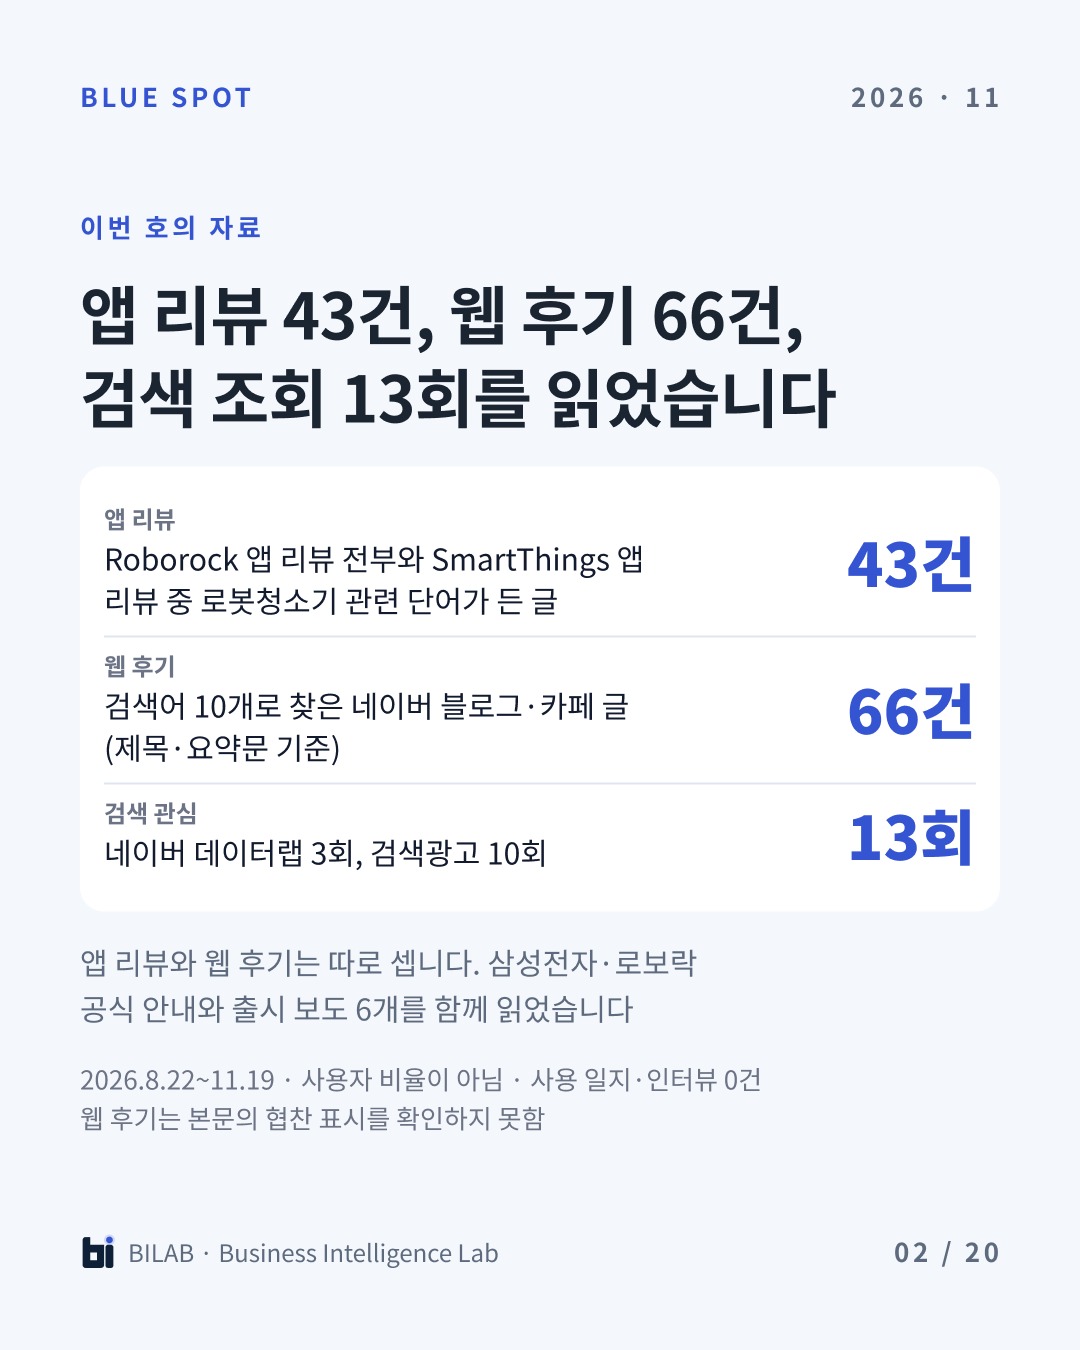 BLUE SPOT
2026 · 11
이번 호의 자료
앱 리뷰 43건, 웹 후기 66건,
검색 조회 13회를 읽었습니다
앱 리뷰
Roborock 앱 리뷰 전부와 SmartThings 앱
리뷰 중 로봇청소기 관련 단어가 든 글
43건
웹 후기
검색어 10개로 찾은 네이버 블로그·카페 글
(제목·요약문 기준)
66건
검색 관심
네이버 데이터랩 3회, 검색광고 10회
13회
앱 리뷰와 웹 후기는 따로 셉니다. 삼성전자·로보락
공식 안내와 출시 보도 6개를 함께 읽었습니다
2026.8.22~11.19 · 사용자 비율이 아님 · 사용 일지·인터뷰 0건
웹 후기는 본문의 협찬 표시를 확인하지 못함
bi BILAB · Business Intelligence Lab
02 / 20